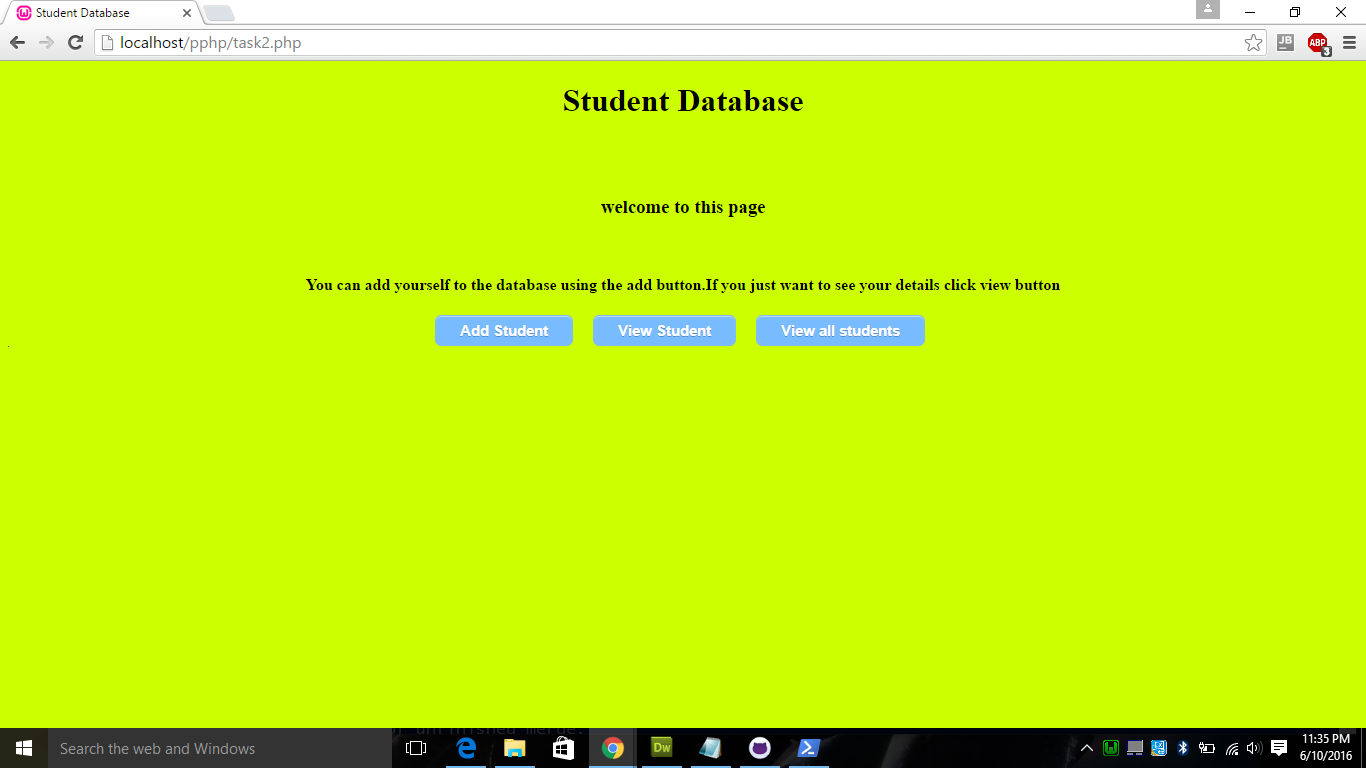 Student Database
localhost/pphp/task2.php
JB
ABP
3
Student Database
welcome to this page
You can add yourself to the database using the add button.If you just want to see your details click view button
Add Student
View Student
View all students
unfinished merge.
Search the web and Windows
Dw
11:35 PM
6/10/2016